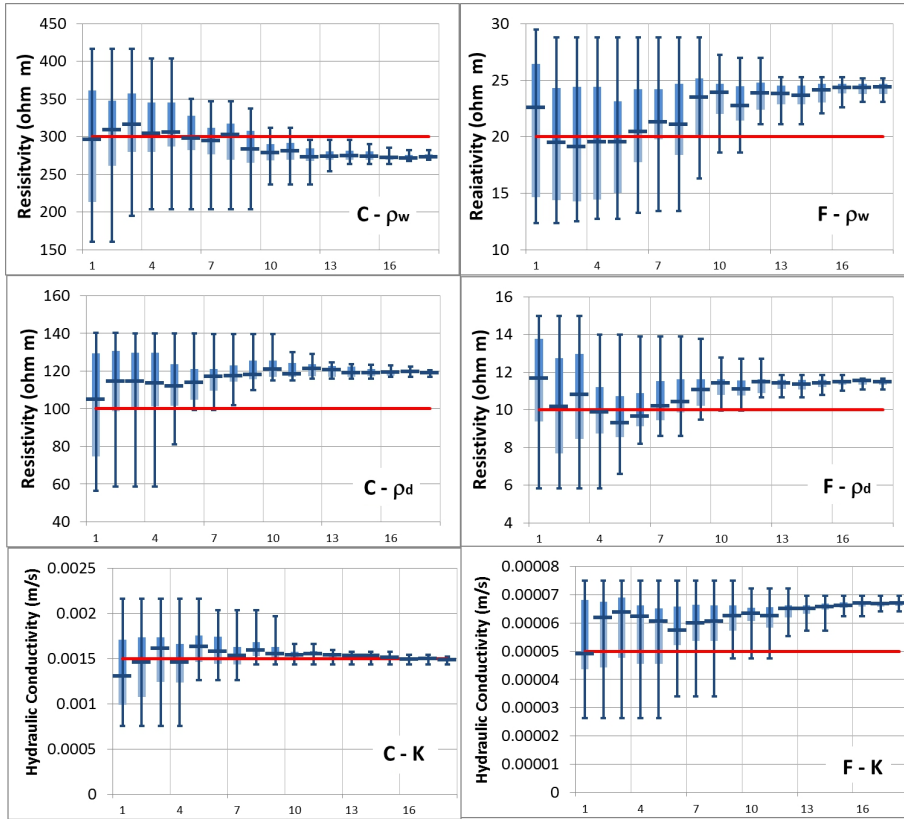 Resisitivity (ohm m)
450
400
350
300
250
200
150
C - ρw
1 4 7 10 13 16
Reaiativity (ohm m)
30
25
20
15
10
F - ρw
1 4 7 10 13 16
Resistivity (ohm m)
160
140
120
100
80
60
40
C - ρd
1 4 7 10 13 16
Resistivity (ohm m)
16
14
12
10
8
6
4
F - ρd
1 4 7 10 13 16
Hydraulic Conductivity (m/s)
0.0025
0.002
0.0015
0.001
0.0005
0
C - K
1 4 7 10 13 16
Hydraulic Conductivity (m/s)
0.00008
0.00007
0.00006
0.00005
0.00004
0.00003
0.00002
0.00001
0
F - K
1 4 7 10 13 16